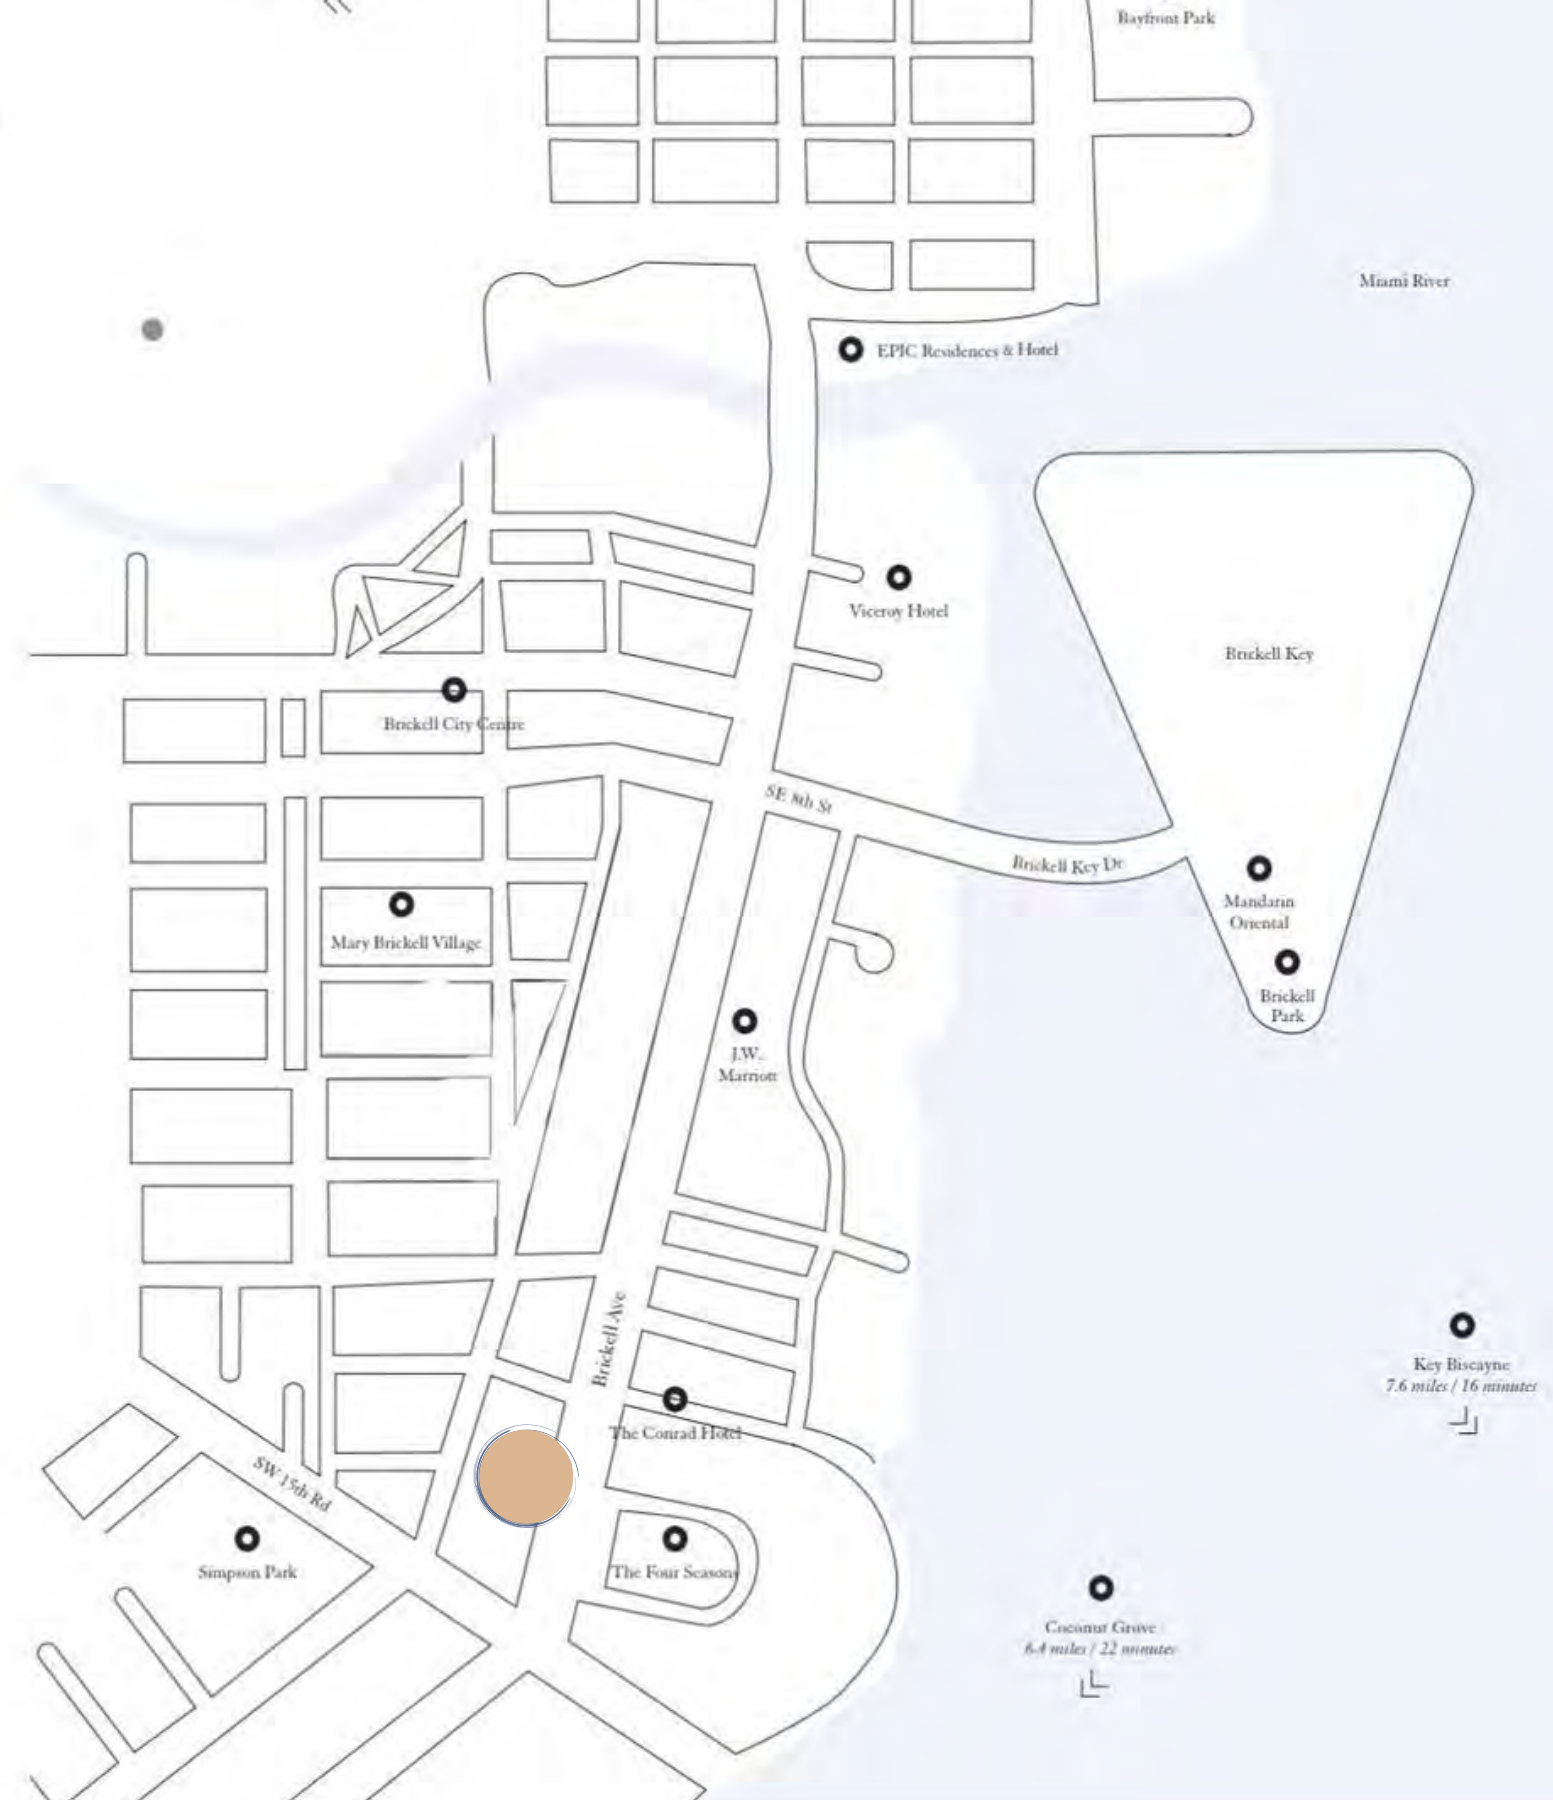 Bayfront Park
Miami River
EPIC Residences & Hotel
Viceroy Hotel
Brickell Key
Brickell City Centre
SE 8th St
Brickell Key Dr
Mandarin
Oriental
Mary Brickell Village
Brickell
Park
J.W.
Marriott
Brickell Ave
Key Biscayne
7.6 miles / 16 minutes
The Conrad Hotel
SW 15th Rd
Simpson Park
The Four Seasons
Coconut Grove
6.4 miles / 22 minutes